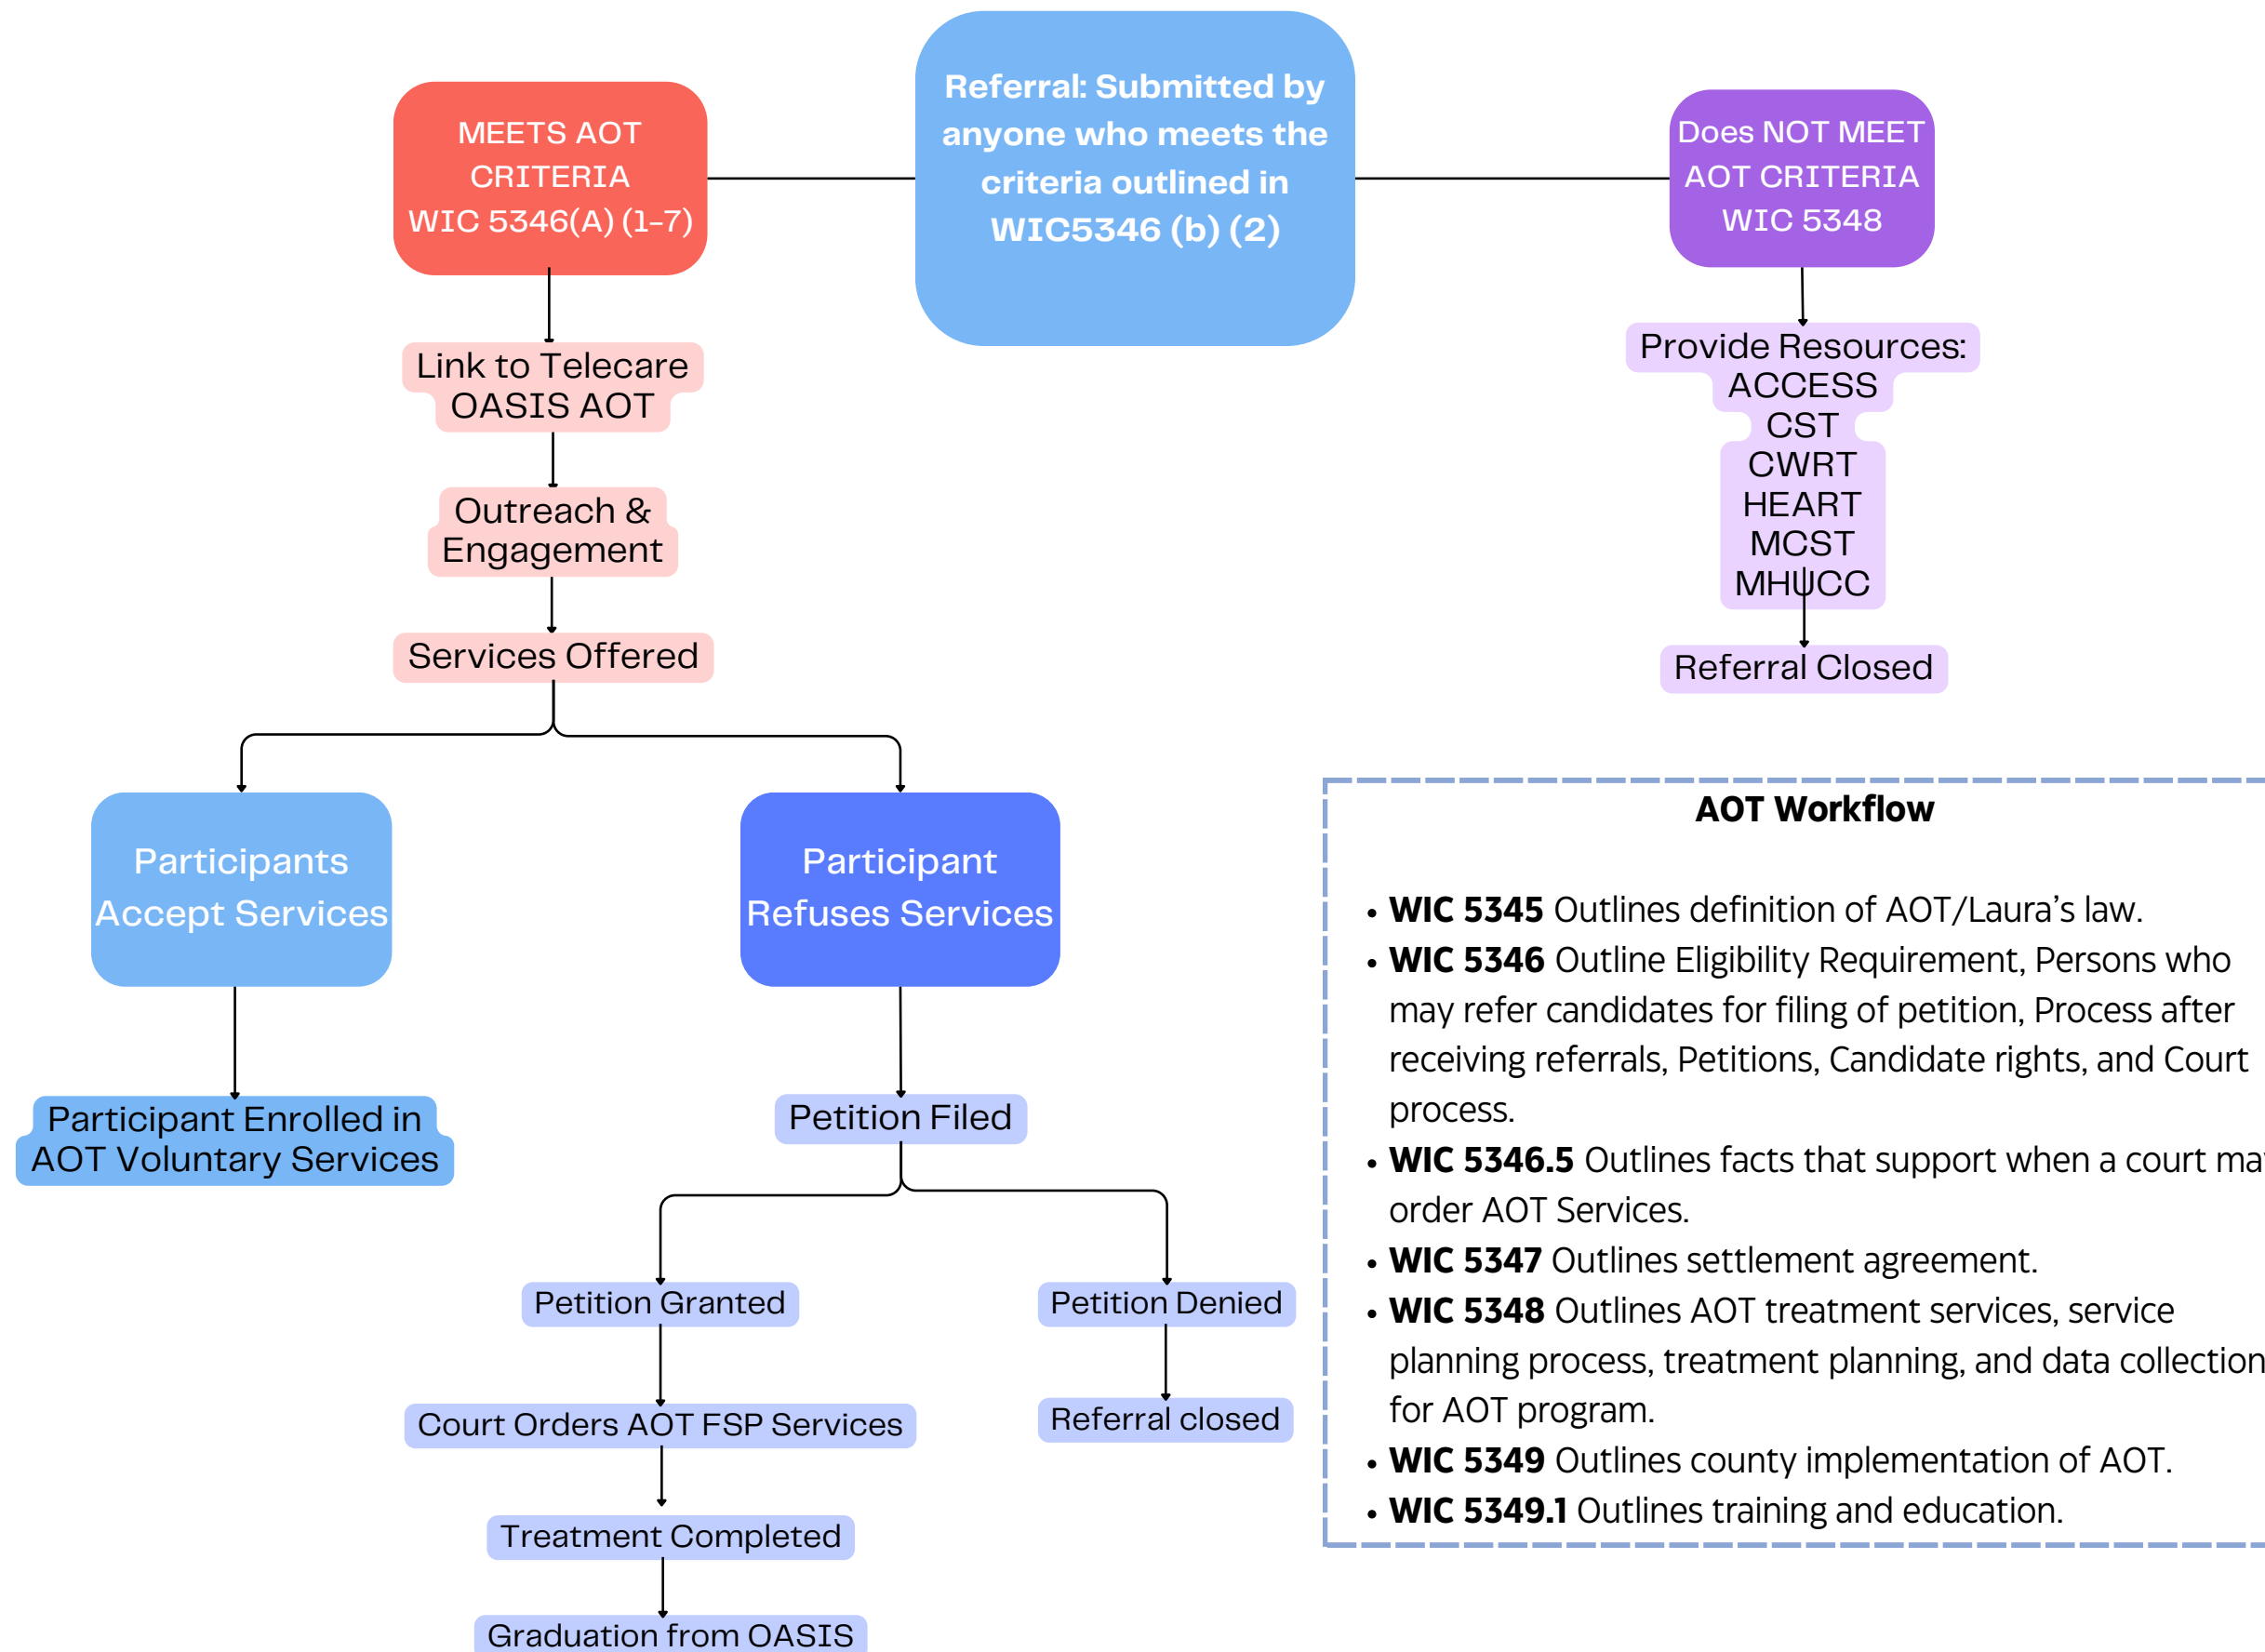 Referral: Submitted by
anyone who meets the
criteria outlined in
WIC5346 (b) (2)
MEETS AOT
CRITERIA
WIC 5346(A) (1-7)
Does NOT MEET
AOT CRITERIA
WIC 5348
Link to Telecare
OASIS AOT
Outreach &
Engagement
Services Offered
Provide Resources:
ACCESS
CST
CWRT
HEART
MCST
MHUCC
Referral Closed
Participants
Accept Services
Participant
Refuses Services
Participant Enrolled in
AOT Voluntary Services
Petition Filed
Petition Granted
Petition Denied
Court Orders AOT FSP Services
Referral closed
Treatment Completed
Graduation from OASIS
AOT Workflow
• WIC 5345 Outlines definition of AOT/Laura's law.
• WIC 5346 Outline Eligibility Requirement, Persons who
may refer candidates for filing of petition, Process after
receiving referrals, Petitions, Candidate rights, and Court
process.
• WIC 5346.5 Outlines facts that support when a court may
order AOT Services.
• WIC 5347 Outlines settlement agreement.
• WIC 5348 Outlines AOT treatment services, service
planning process, treatment planning, and data collection
for AOT program.
• WIC 5349 Outlines county implementation of AOT.
• WIC 5349.1 Outlines training and education.